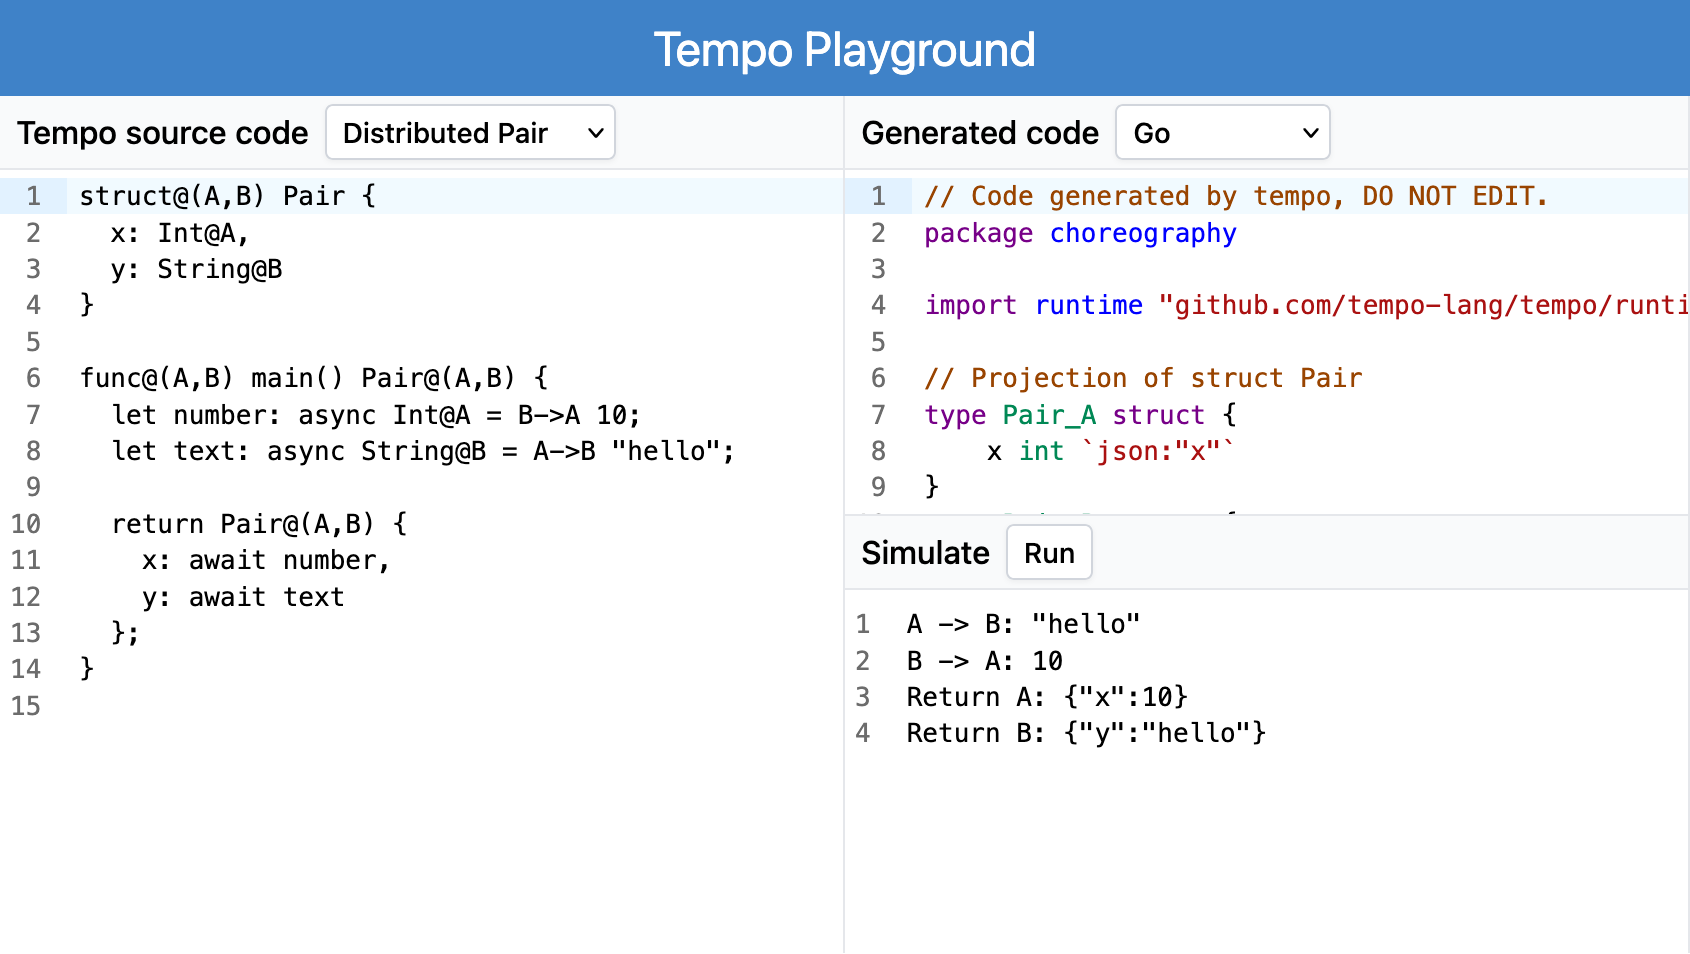 Tempo Playground
Tempo source code Distributed Pair
1 struct@(A,B) Pair {
2   x: Int@A,
3   y: String@B
4 }
5
6 func@(A,B) main() Pair@(A,B) {
7   let number: async Int@A = B->A 10;
8   let text: async String@B = A->B "hello";
9
10   return Pair@(A,B) {
11     x: await number,
12     y: await text
13   };
14 }
15
Generated code Go
1 // Code generated by tempo, DO NOT EDIT.
2 package choreography
3
4 import runtime "github.com/tempo-lang/tempo/runti
5
6 // Projection of struct Pair
7 type Pair_A struct {
8     x int `json:"x"`
9 }
Simulate Run
1 A -> B: "hello"
2 B -> A: 10
3 Return A: {"x":10}
4 Return B: {"y":"hello"}